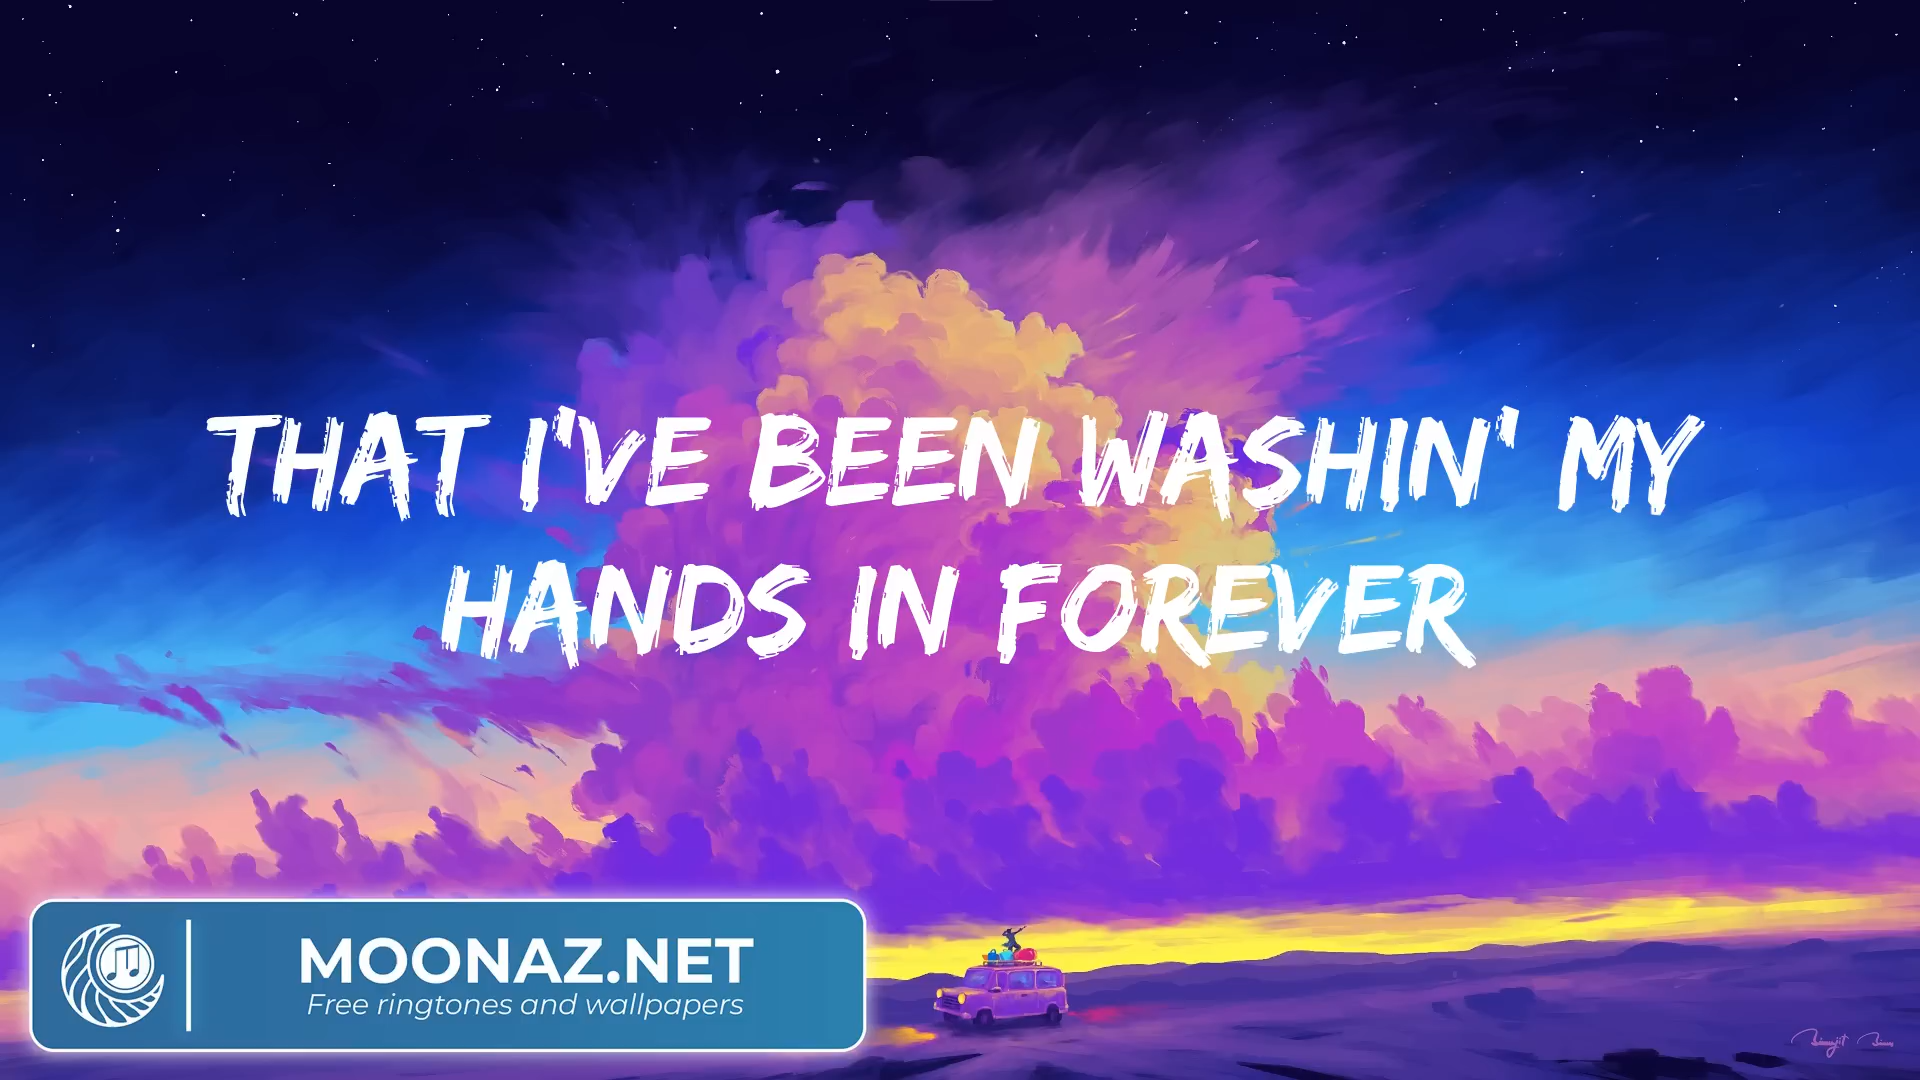 THAT I'VE BEEN WASHIN' MY
HANDS IN FOREVER
MOONAZ.NET
Free ringtones and wallpapers